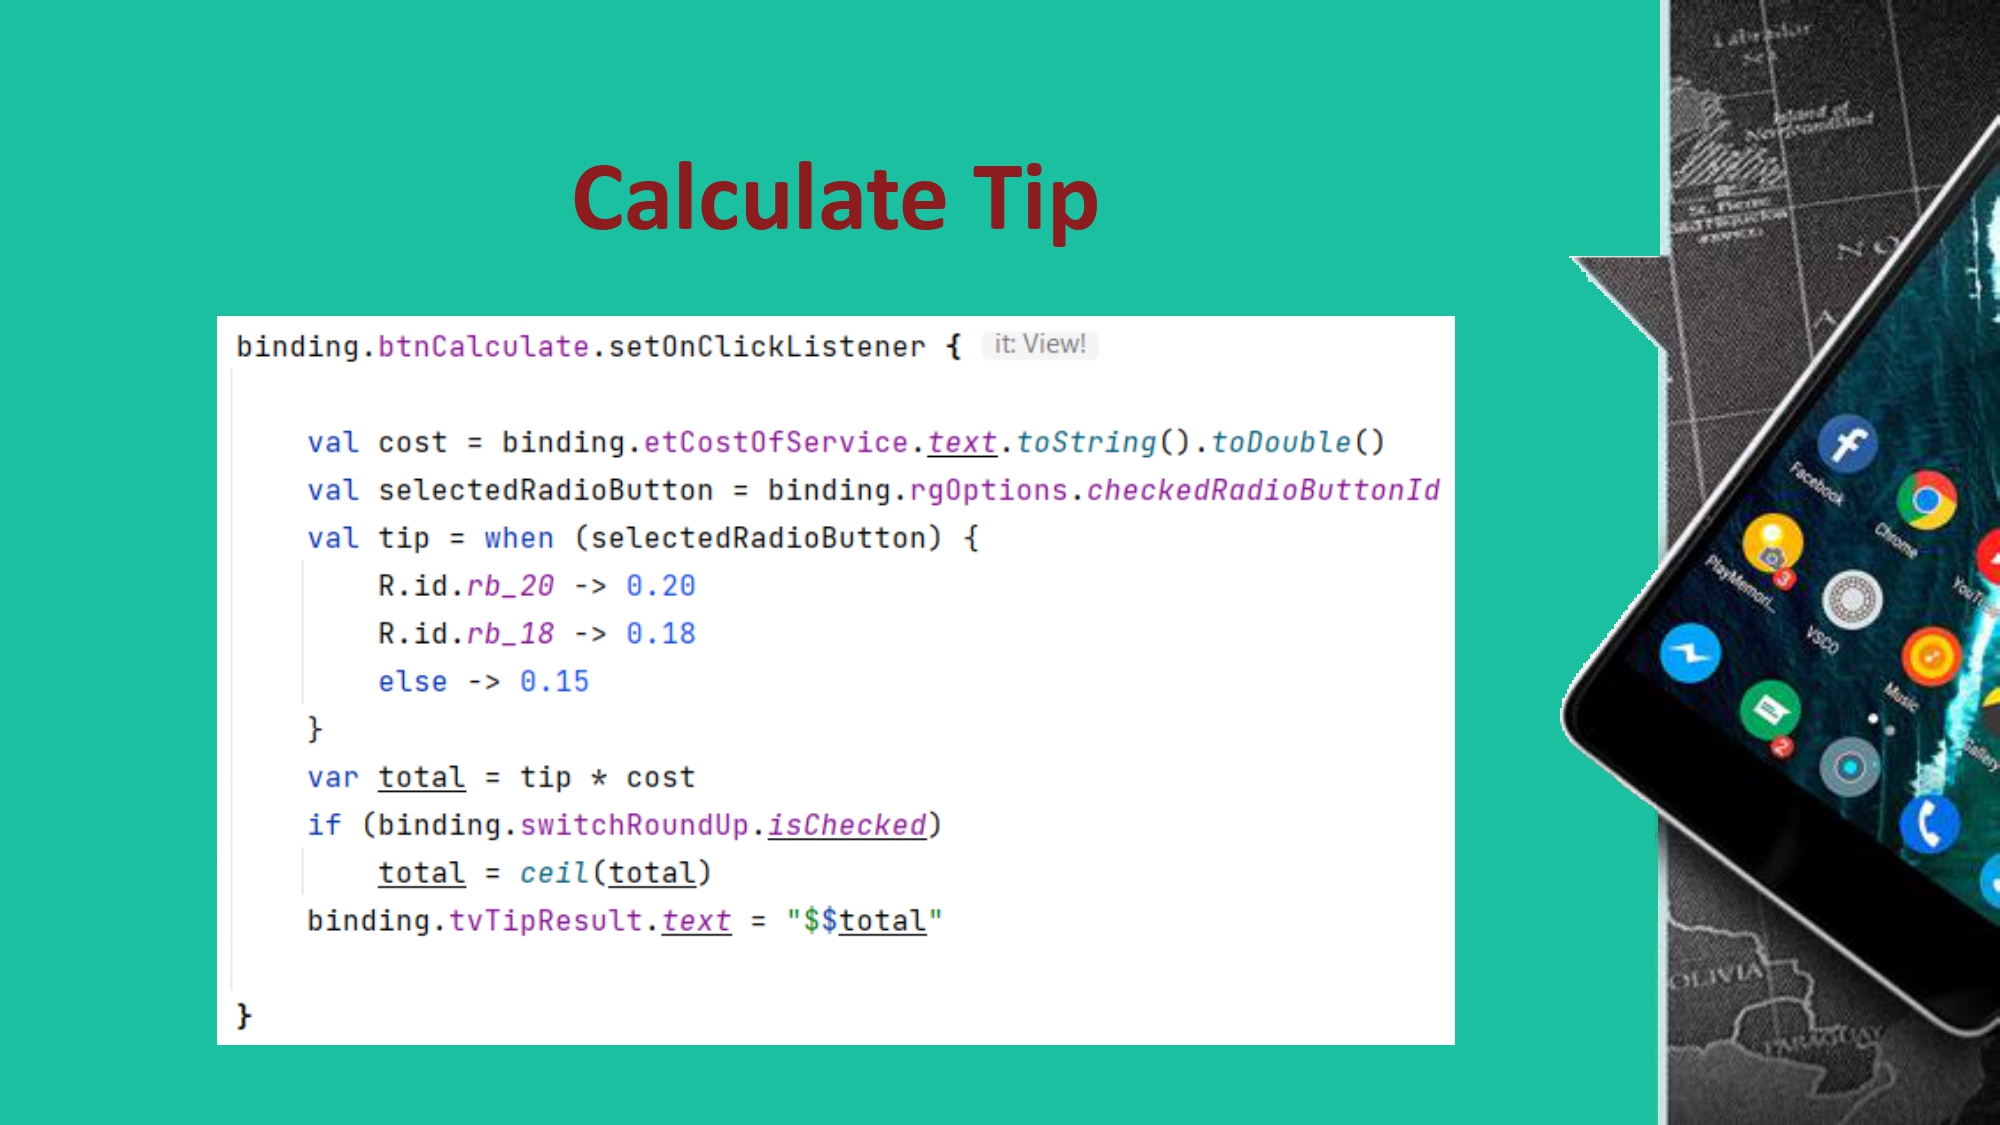 Calculate Tip
binding.btnCalculate.setOnClickListener { it: View!
val cost = binding.etCostOfService.text.toString().toDouble()
val selectedRadioButton = binding.rgOptions.checkedRadioButtonId
val tip = when (selectedRadioButton) {
R.id.rb_20 -> 0.20
R.id.rb_18 -> 0.18
else -> 0.15
}
var total = tip * cost
if (binding.switchRoundUp.isChecked)
total = ceil(total)
binding.tvTipResult.text = "$$total"
}
Labrador
Island of
Newfoundland
St. Pierre
(FRANCE)
Facebook
Chrome
PlayMemori...
3
VSCO
Music
2
Gallery
OLIVIA
PARAGUAY